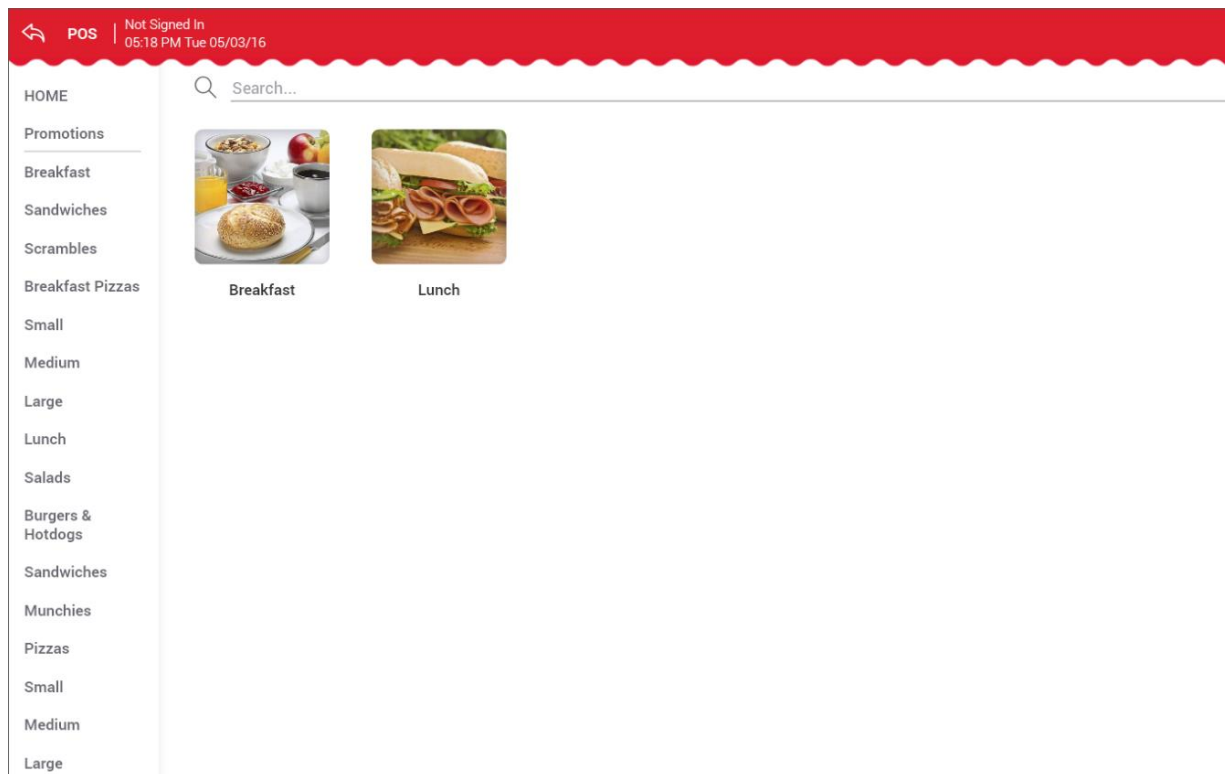 POS
Not Signed In
05:18 PM Tue 05/03/16
HOME
Promotions
Breakfast
Sandwiches
Scrambles
Breakfast Pizzas
Small
Medium
Large
Lunch
Salads
Burgers &
Hotdogs
Sandwiches
Munchies
Pizzas
Small
Medium
Large
Search...
Breakfast
Lunch